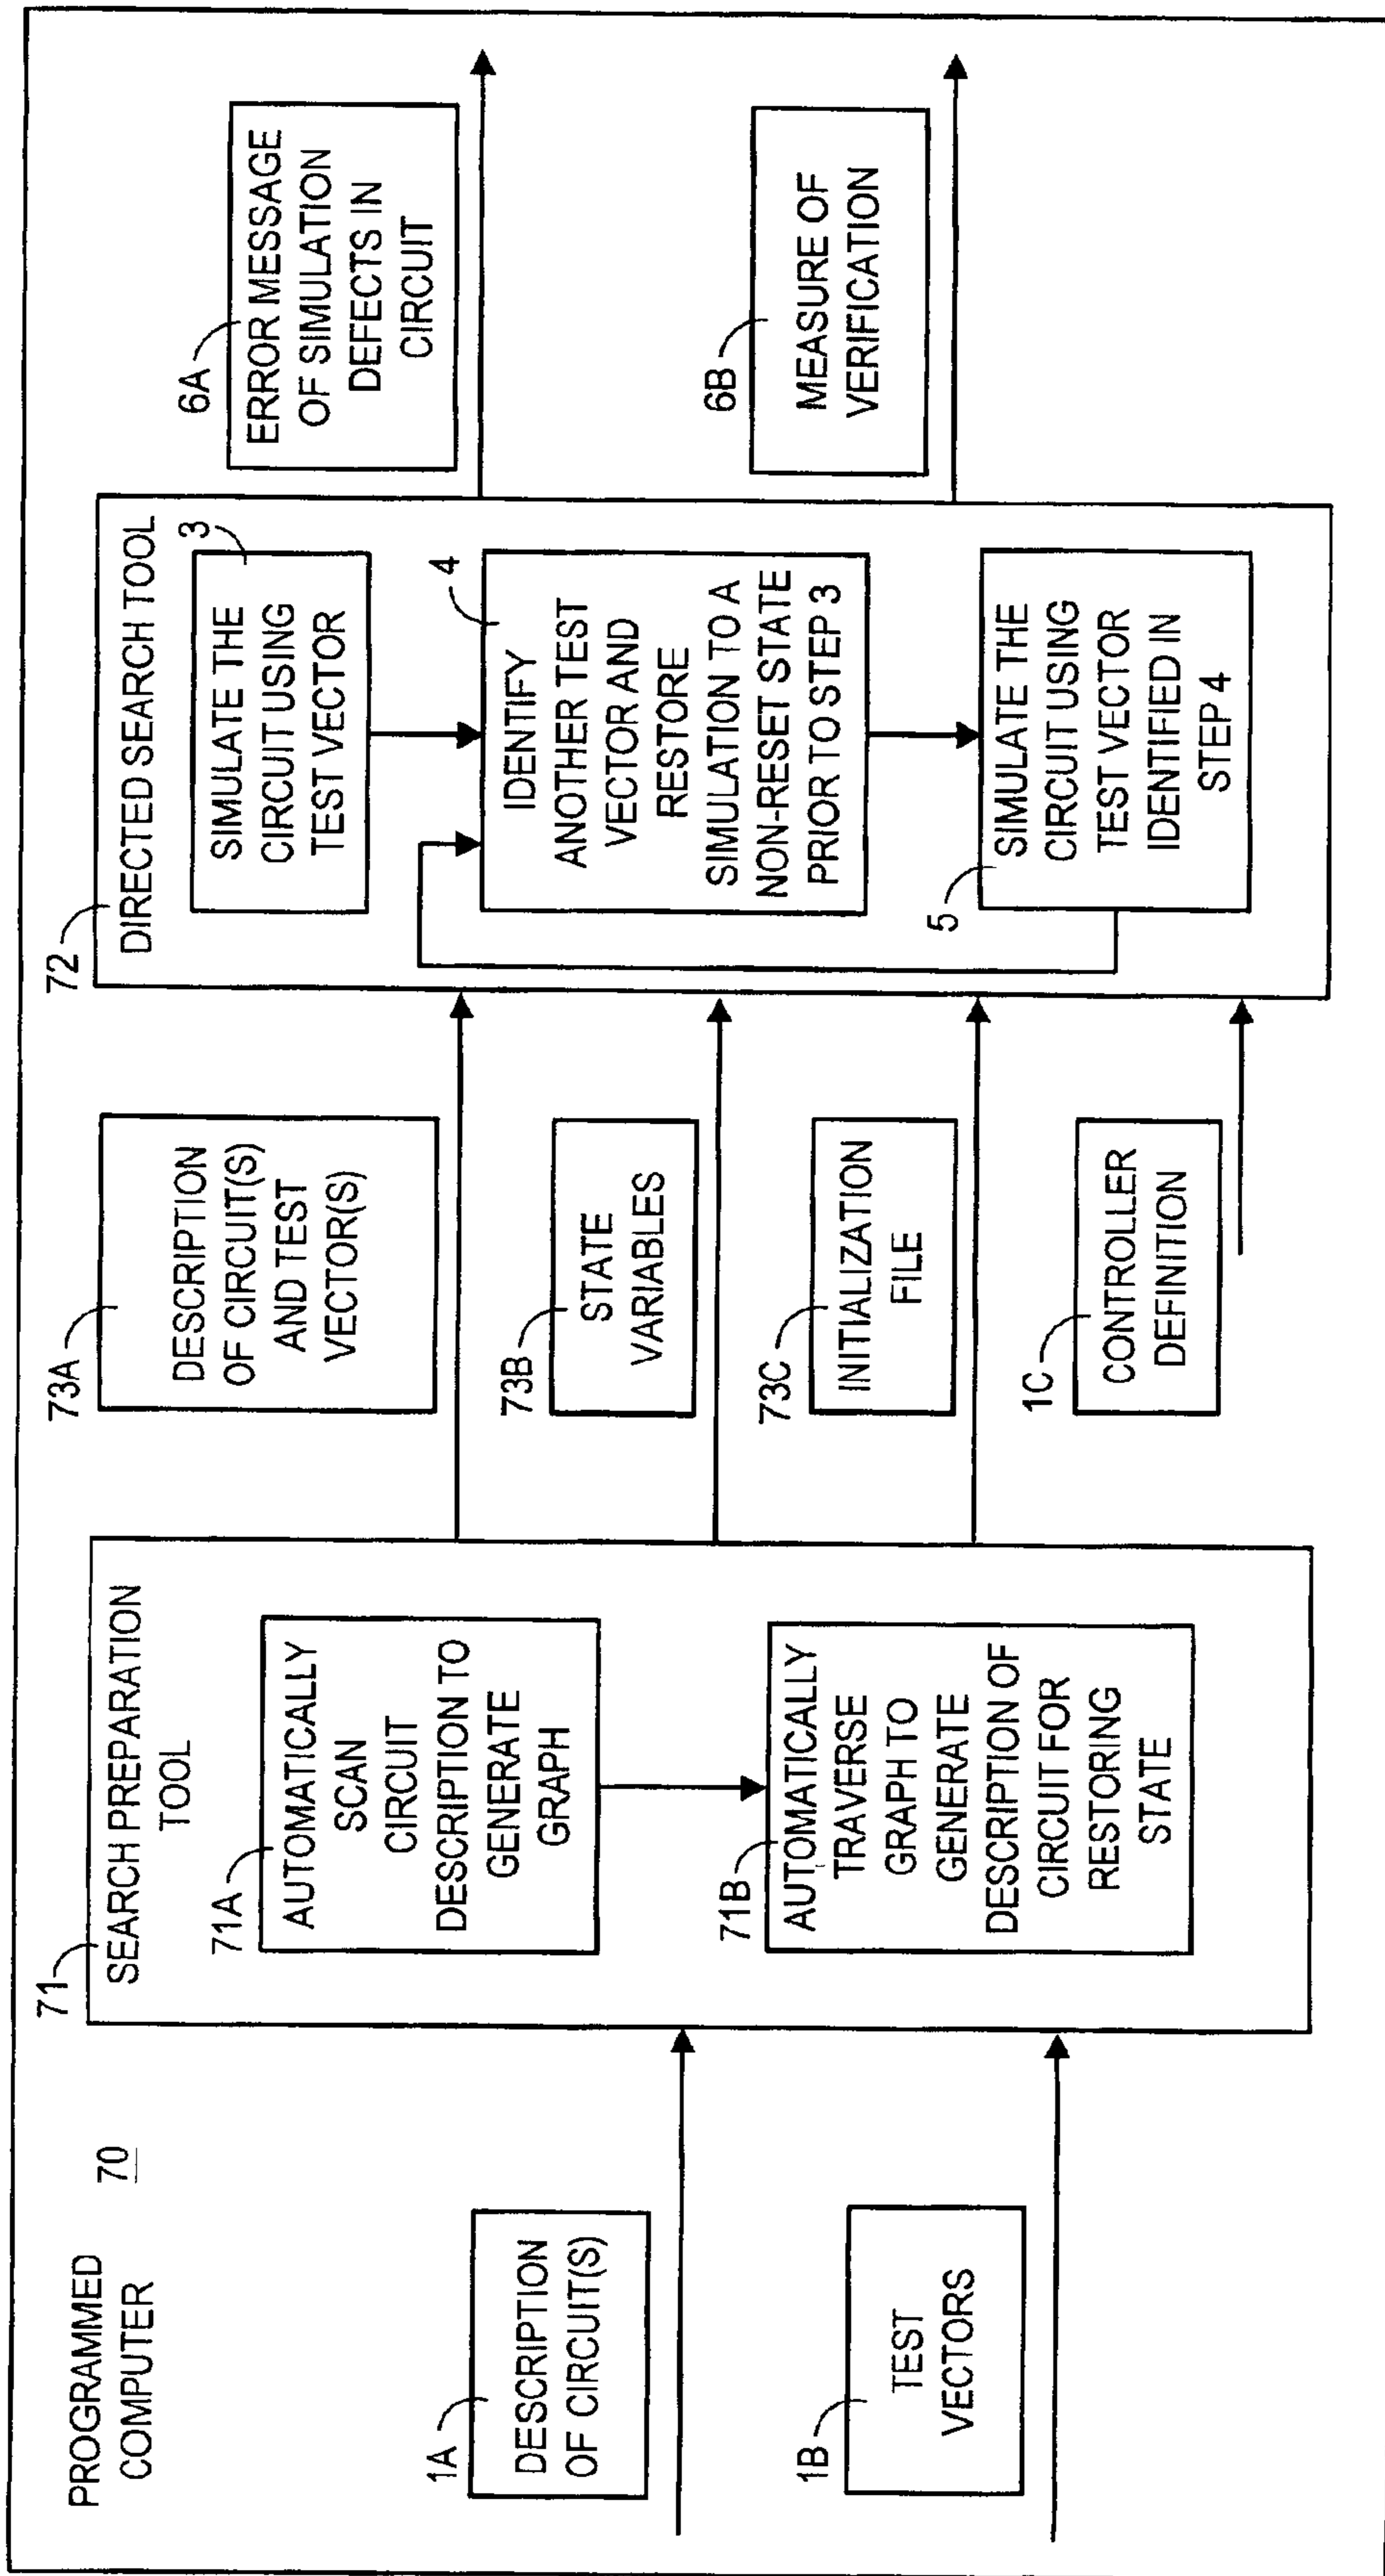 PROGRAMMED
COMPUTER
70
1A
DESCRIPTION
OF CIRCUIT(S)
1B
TEST
VECTORS
71
SEARCH PREPARATION
TOOL
71A
AUTOMATICALLY
SCAN
CIRCUIT
DESCRIPTION TO
GENERATE
GRAPH
71B
AUTOMATICALLY
TRAVERSE
GRAPH TO
GENERATE
DESCRIPTION OF
CIRCUIT FOR
RESTORING
STATE
73A
DESCRIPTION
OF CIRCUIT(S)
AND TEST
VECTOR(S)
73B
STATE
VARIABLES
73C
INITIALIZATION
FILE
1C
CONTROLLER
DEFINITION
72
DIRECTED SEARCH TOOL
3
SIMULATE THE
CIRCUIT USING
TEST VECTOR
4
IDENTIFY
ANOTHER TEST
VECTOR AND
RESTORE
SIMULATION TO A
NON-RESET STATE
PRIOR TO STEP 3
5
SIMULATE THE
CIRCUIT USING
TEST VECTOR
IDENTIFIED IN
STEP 4
6A
ERROR MESSAGE
OF SIMULATION
DEFECTS IN
CIRCUIT
6B
MEASURE OF
VERIFICATION